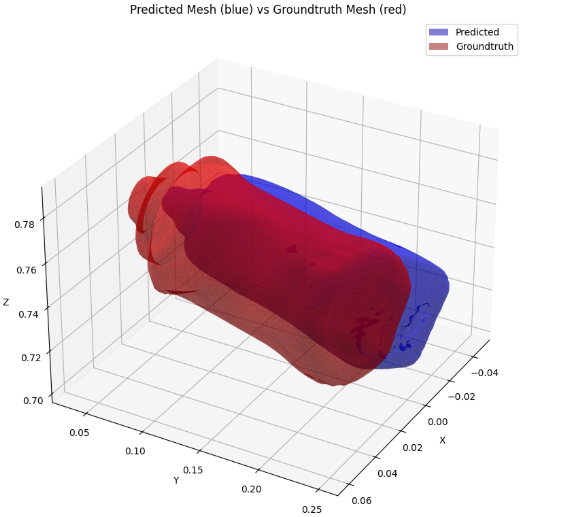 Predicted Mesh (blue) vs Groundtruth Mesh (red)
Predicted
Groundtruth
0.78
0.76
Z
0.74
0.72
0.70
0.05
0.10
Y
0.15
0.20
0.25
−0.04
−0.02
0.00
X
0.02
0.04
0.06